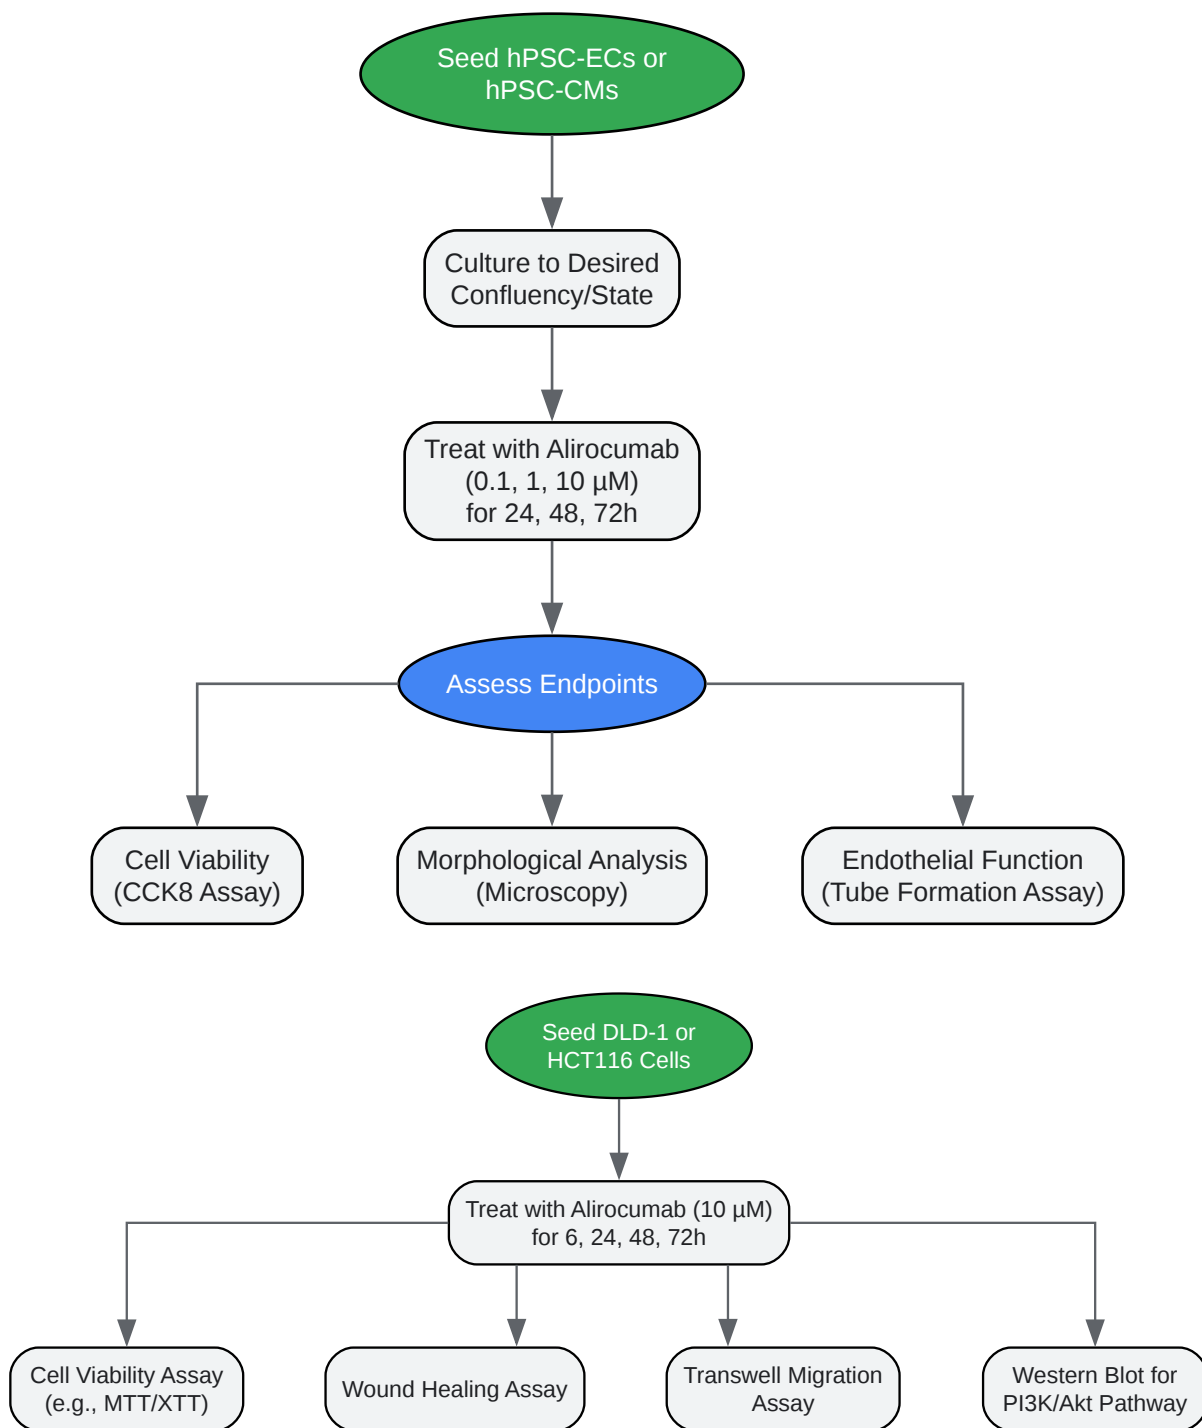 Seed hPSC-ECs or
hPSC-CMs
Culture to Desired
Confluency/State
Treat with Alirocumab
(0.1, 1, 10 µM)
for 24, 48, 72h
Assess Endpoints
Cell Viability
(CCK8 Assay)
Morphological Analysis
(Microscopy)
Endothelial Function
(Tube Formation Assay)
Seed DLD-1 or
HCT116 Cells
Treat with Alirocumab (10 µM)
for 6, 24, 48, 72h
Cell Viability Assay
(e.g., MTT/XTT)
Wound Healing Assay
Transwell Migration
Assay
Western Blot for
PI3K/Akt Pathway